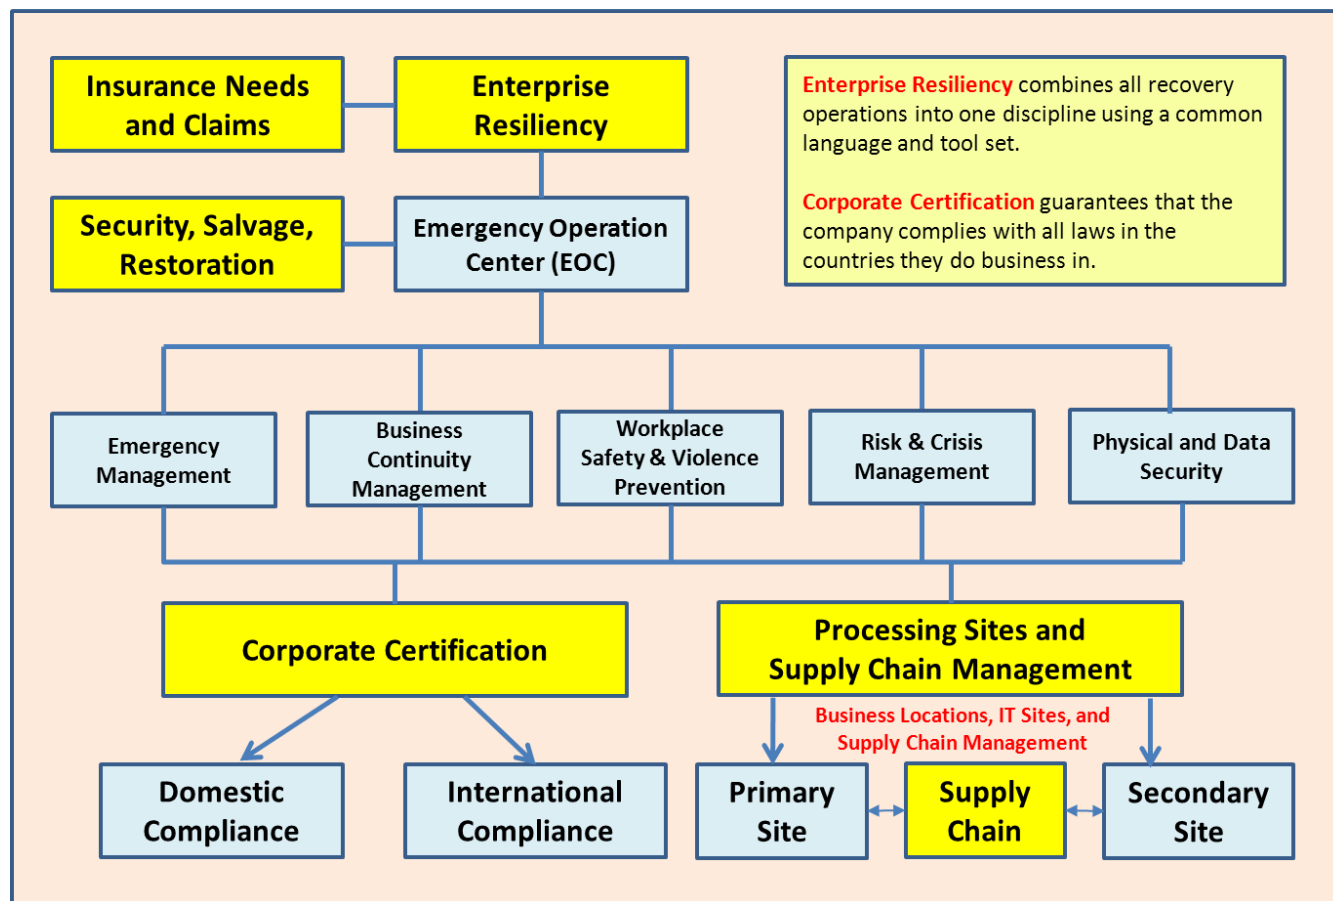 Insurance Needs
and Claims
Enterprise
Resiliency
Enterprise Resiliency combines all recovery
operations into one discipline using a common
language and tool set.
Corporate Certification guarantees that the
company complies with all laws in the
countries they do business in.
Security, Salvage,
Restoration
Emergency Operation
Center (EOC)
Emergency
Management
Business
Continuity
Management
Workplace
Safety & Violence
Prevention
Risk & Crisis
Management
Physical and Data
Security
Corporate Certification
Processing Sites and
Supply Chain Management
Business Locations, IT Sites, and
Supply Chain Management
Domestic
Compliance
International
Compliance
Primary
Site
Supply
Chain
Secondary
Site